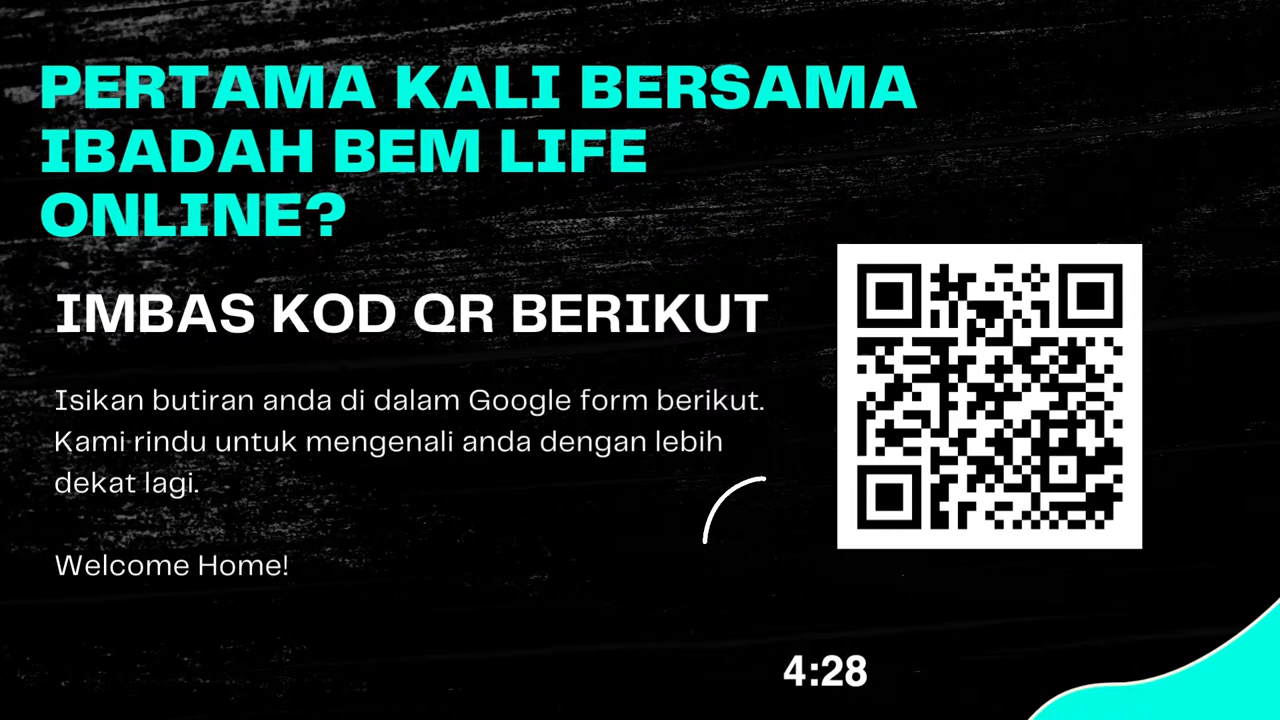 PERTAMA KALI BERSAMA
IBADAH BEM LIFE
ONLINE?
IMBAS KOD QR BERIKUT
Isikan butiran anda di dalam Google form berikut.
Kami rindu untuk mengenali anda dengan lebih
dekat lagi.
Welcome Home!
4:28